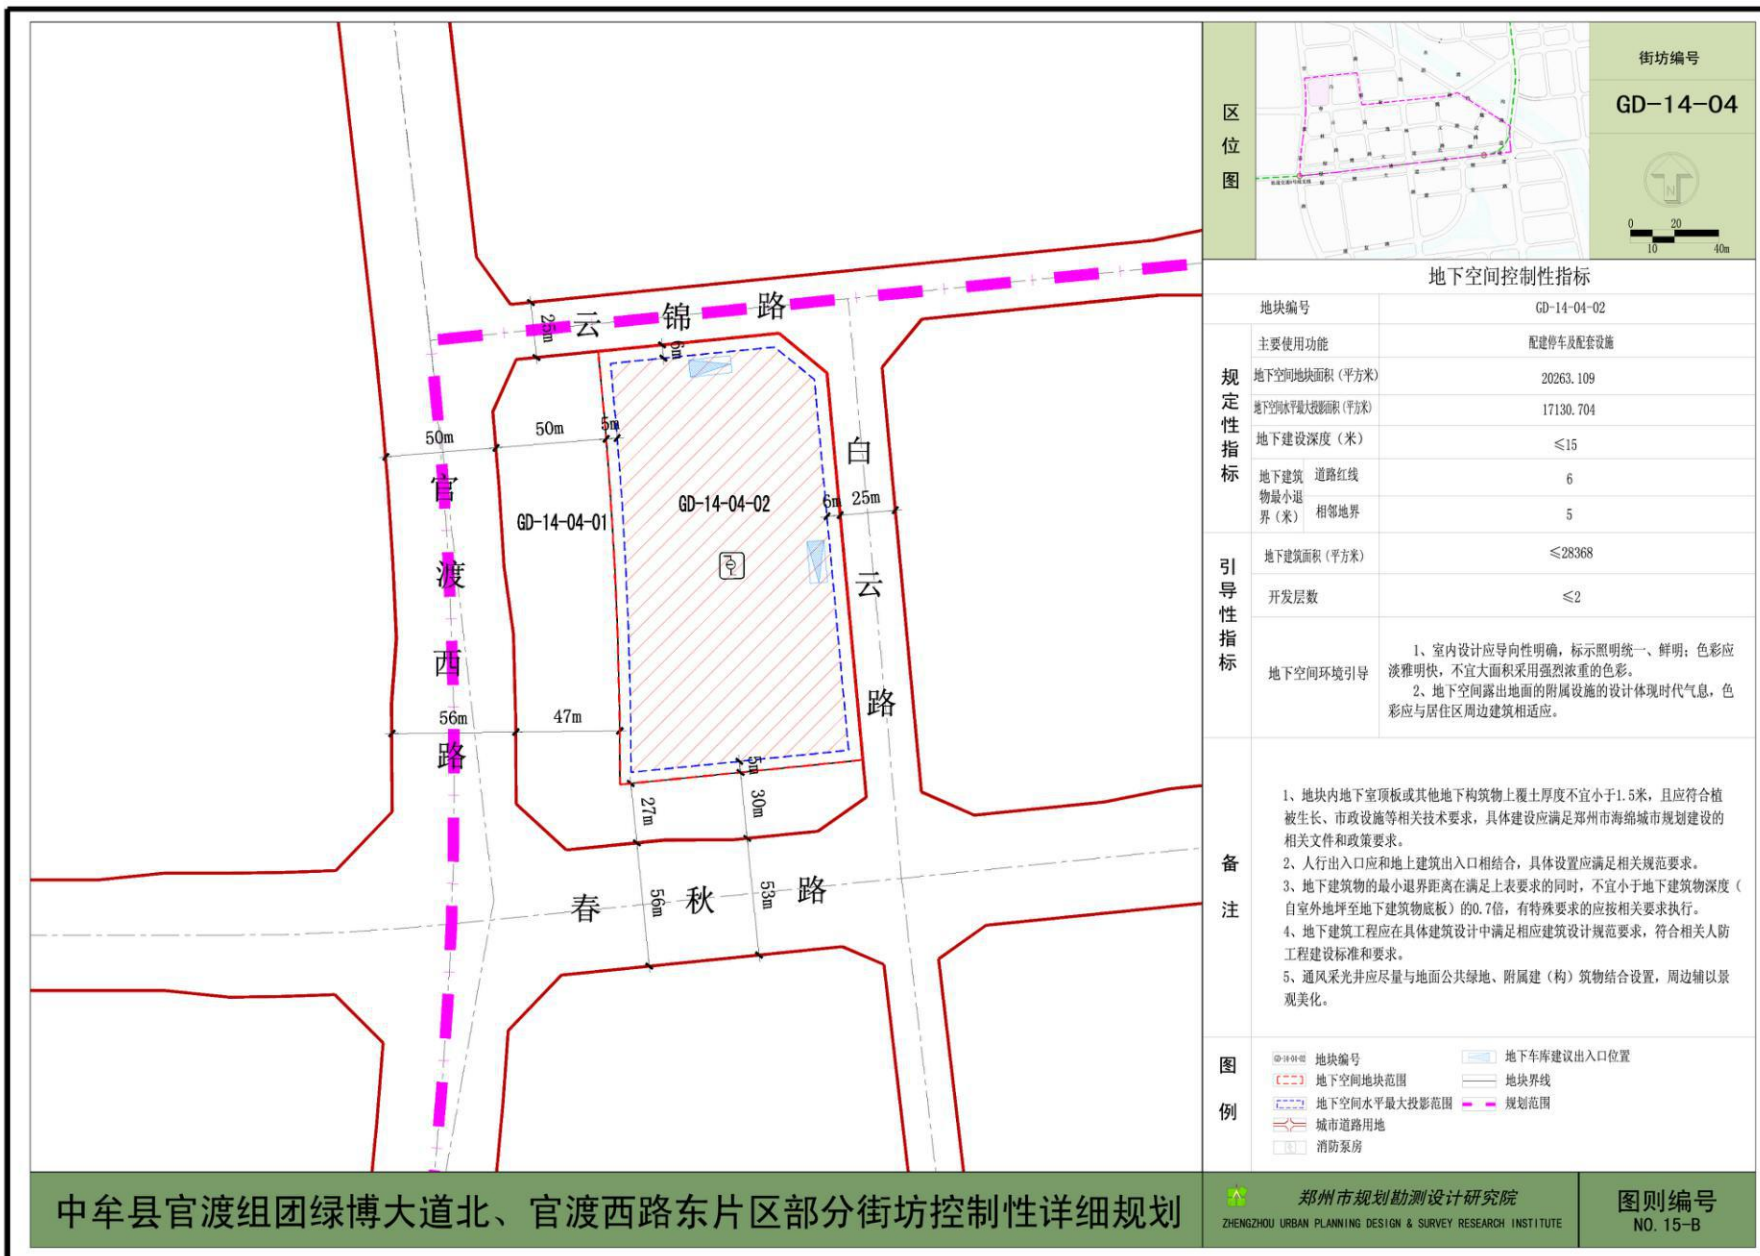 云锦路
25m
6m
50m
50m
5m
官渡西路
GD-14-04-01
GD-14-04-02
6m
25m
白云路
56m
47m
5m
27m
30m
56m
53m
春秋路
区位图
街坊编号
GD-14-04
N
0 20
10 40m
地下空间控制性指标
地块编号 GD-14-04-02
规定性指标
主要使用功能 配建停车及配套设施
地下空间地块面积（平方米） 20263.109
地下空间水平最大投影面积（平方米） 17130.704
地下建设深度（米） ≤15
地下建筑物最小退界（米）
道路红线 6
相邻地界 5
引导性指标
地下建筑面积（平方米） ≤28368
开发层数 ≤2
地下空间环境引导
1、室内设计应导向性明确，标示照明统一、鲜明；色彩应
淡雅明快，不宜大面积采用强烈浓重的色彩。
2、地下空间露出地面的附属设施的设计体现时代气息，色
彩应与居住区周边建筑相适应。
备注
1、地块内地下室顶板或其他地下构筑物上覆土厚度不宜小于1.5米，且应符合植
被生长、市政设施等相关技术要求，具体建设应满足郑州市海绵城市规划建设的
相关文件和政策要求。
2、人行出入口应和地上建筑出入口相结合，具体设置应满足相关规范要求。
3、地下建筑物的最小退界距离在满足上表要求的同时，不宜小于地下建筑物深度（
自室外地坪至地下建筑物底板）的0.7倍，有特殊要求的应按相关要求执行。
4、地下建筑工程应在具体建筑设计中满足相应建筑设计规范要求，符合相关人防
工程建设标准和要求。
5、通风采光井应尽量与地面公共绿地、附属建（构）筑物结合设置，周边辅以景
观美化。
图例
地块编号
地下车库建议出入口位置
地下空间地块范围
地块界线
地下空间水平最大投影范围
规划范围
城市道路用地
消防泵房
中牟县官渡组团绿博大道北、官渡西路东片区部分街坊控制性详细规划
郑州市规划勘测设计研究院
ZHENGZHOU URBAN PLANNING DESIGN & SURVEY RESEARCH INSTITUTE
图则编号
NO.15-B